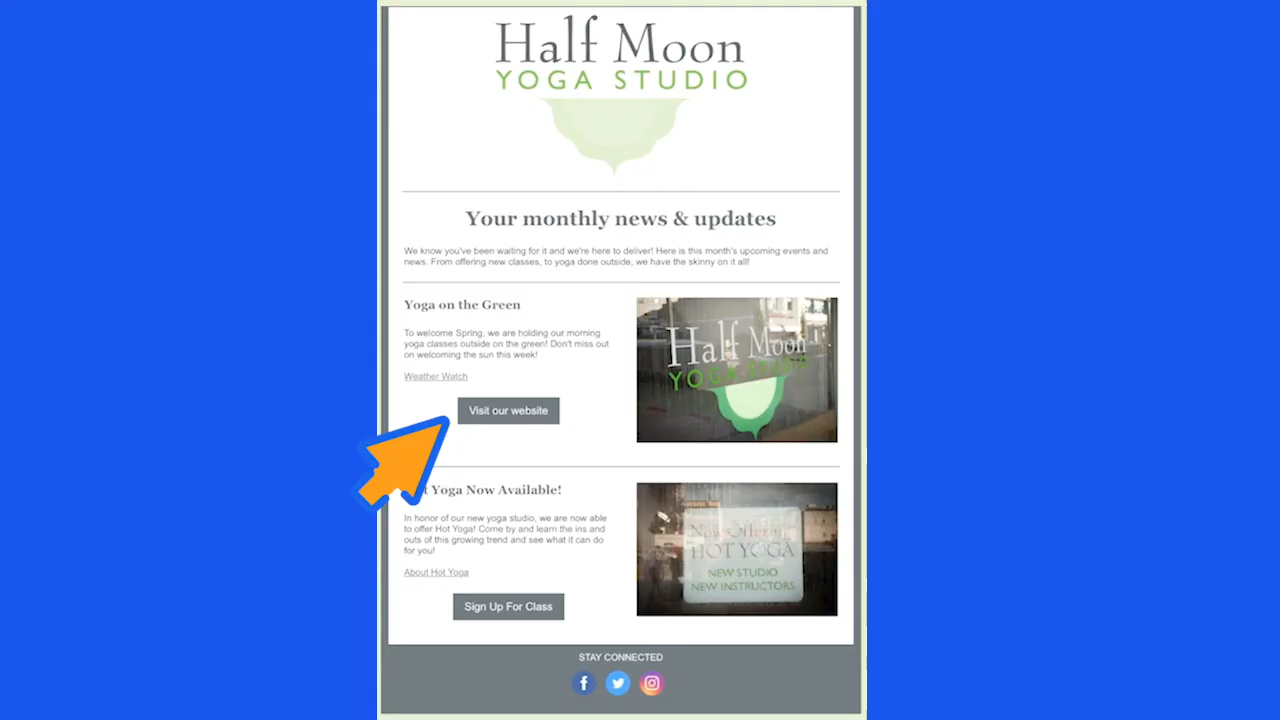 Half Moon
YOGA STUDIO
Your monthly news & updates
We know you've been waiting for it and we're here to deliver! Here is this month's upcoming events and
news. From offering new classes, to yoga done outside, we have the skinny on it all!
Yoga on the Green
To welcome Spring, we are holding our morning
yoga classes outside on the green! Don't miss out
on welcoming the sun this week!
Weather Watch
Visit our website
Half Moon
YOGA STUDIO
Yoga Now Available!
In honor of our new yoga studio, we are now able
to offer Hot Yoga! Come by and learn the ins and
outs of this growing trend and see what it can do
for you!
About Hot Yoga
Sign Up For Class
Now Offering
HOT YOGA
NEW STUDIO
NEW INSTRUCTORS
STAY CONNECTED